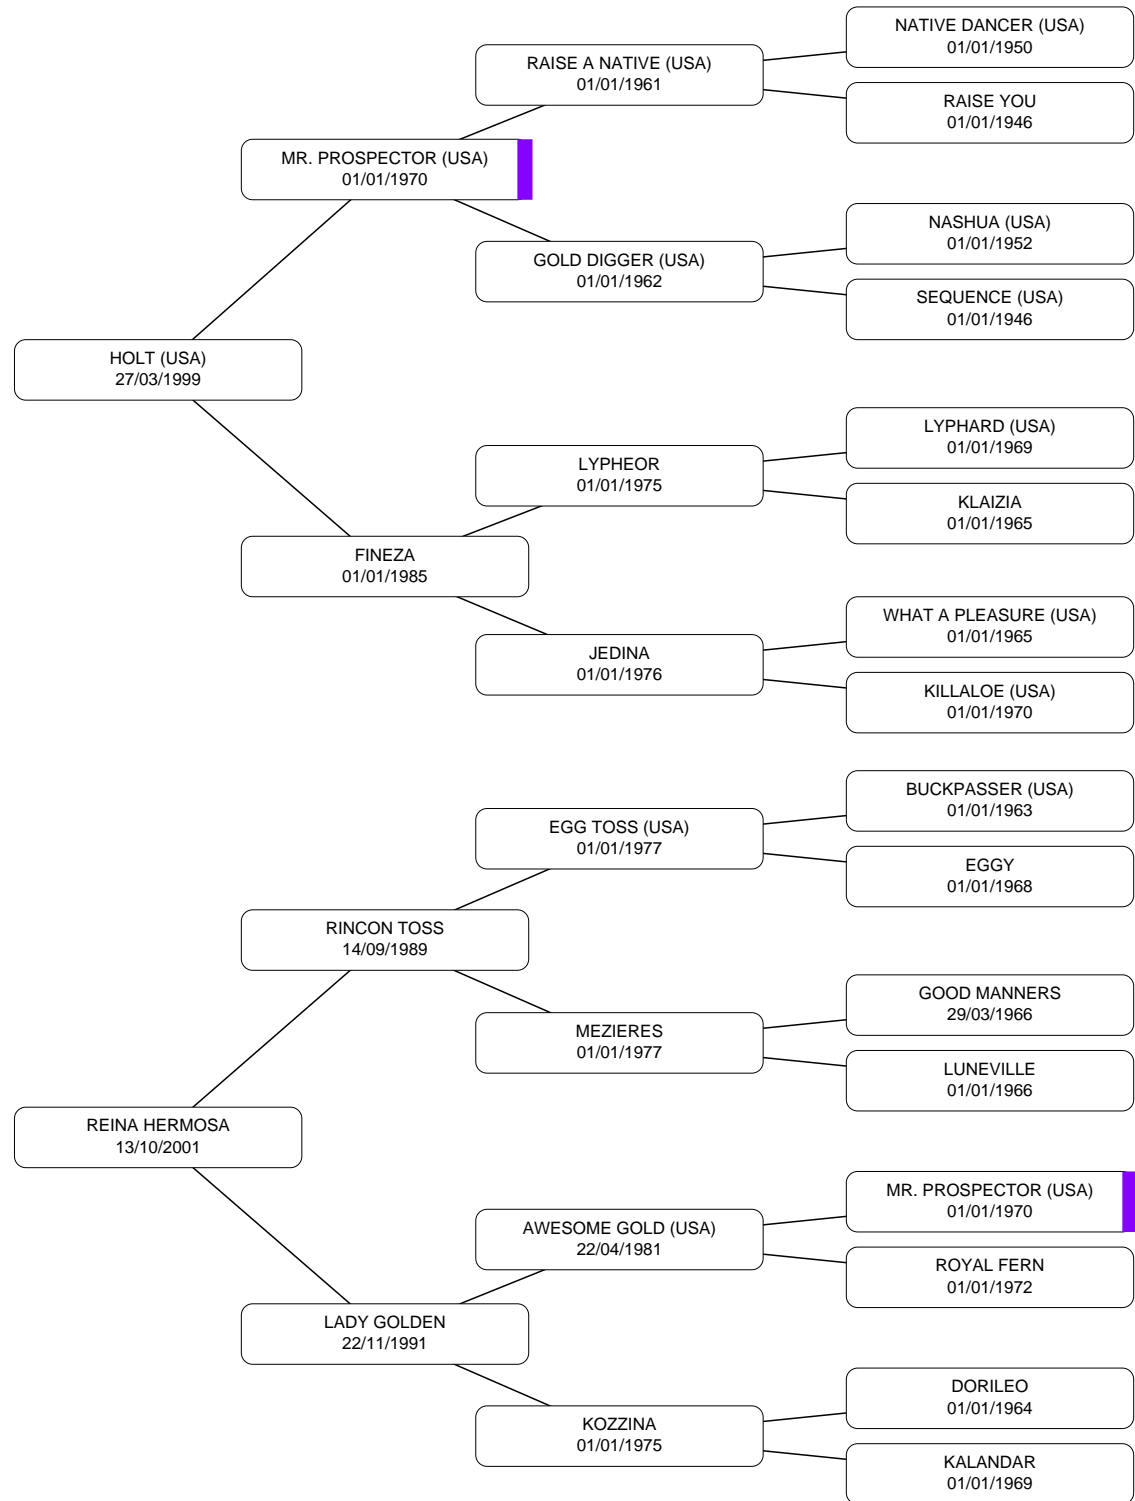 NATIVE DANCER (USA)
01/01/1950
RAISE A NATIVE (USA)
01/01/1961
RAISE YOU
01/01/1946
MR. PROSPECTOR (USA)
01/01/1970
NASHUA (USA)
01/01/1952
GOLD DIGGER (USA)
01/01/1962
SEQUENCE (USA)
01/01/1946
HOLT (USA)
27/03/1999
LYPHARD (USA)
01/01/1969
LYPHEOR
01/01/1975
KLAIZIA
01/01/1965
FINEZA
01/01/1985
WHAT A PLEASURE (USA)
01/01/1965
JEDINA
01/01/1976
KILLALOE (USA)
01/01/1970
BUCKPASSER (USA)
01/01/1963
EGG TOSS (USA)
01/01/1977
EGGY
01/01/1968
RINCON TOSS
14/09/1989
GOOD MANNERS
29/03/1966
MEZIERES
01/01/1977
LUNEVILLE
01/01/1966
REINA HERMOSA
13/10/2001
MR. PROSPECTOR (USA)
01/01/1970
AWESOME GOLD (USA)
22/04/1981
ROYAL FERN
01/01/1972
LADY GOLDEN
22/11/1991
DORILEO
01/01/1964
KOZZINA
01/01/1975
KALANDAR
01/01/1969